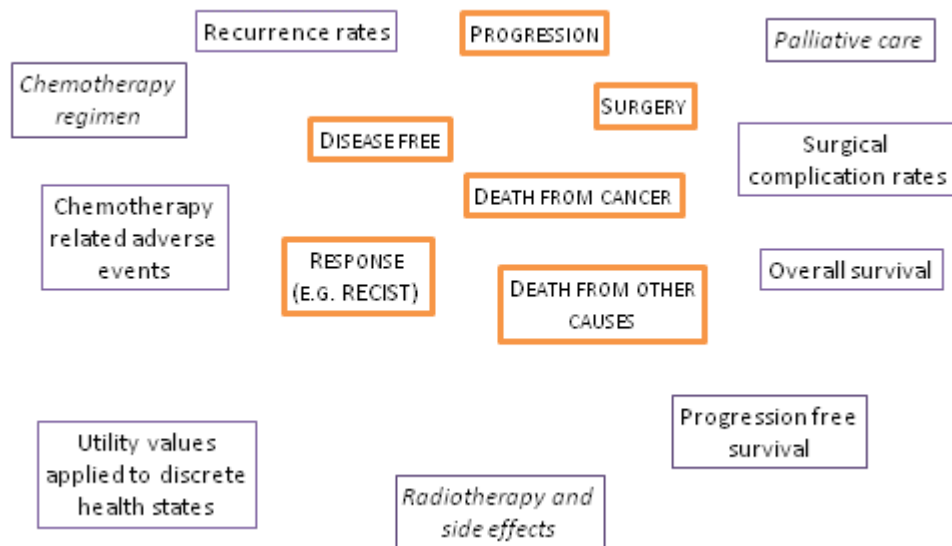 Recurrence rates
PROGRESSION
Palliative care
Chemotherapy
regimen
SURGERY
DISEASE FREE
Surgical
complication rates
DEATH FROM CANCER
Chemotherapy
related adverse
events
RESPONSE
(E.G. RECIST)
Overall survival
DEATH FROM OTHER
CAUSES
Progression free
survival
Utility values
applied to discrete
health states
Radiotherapy and
side effects